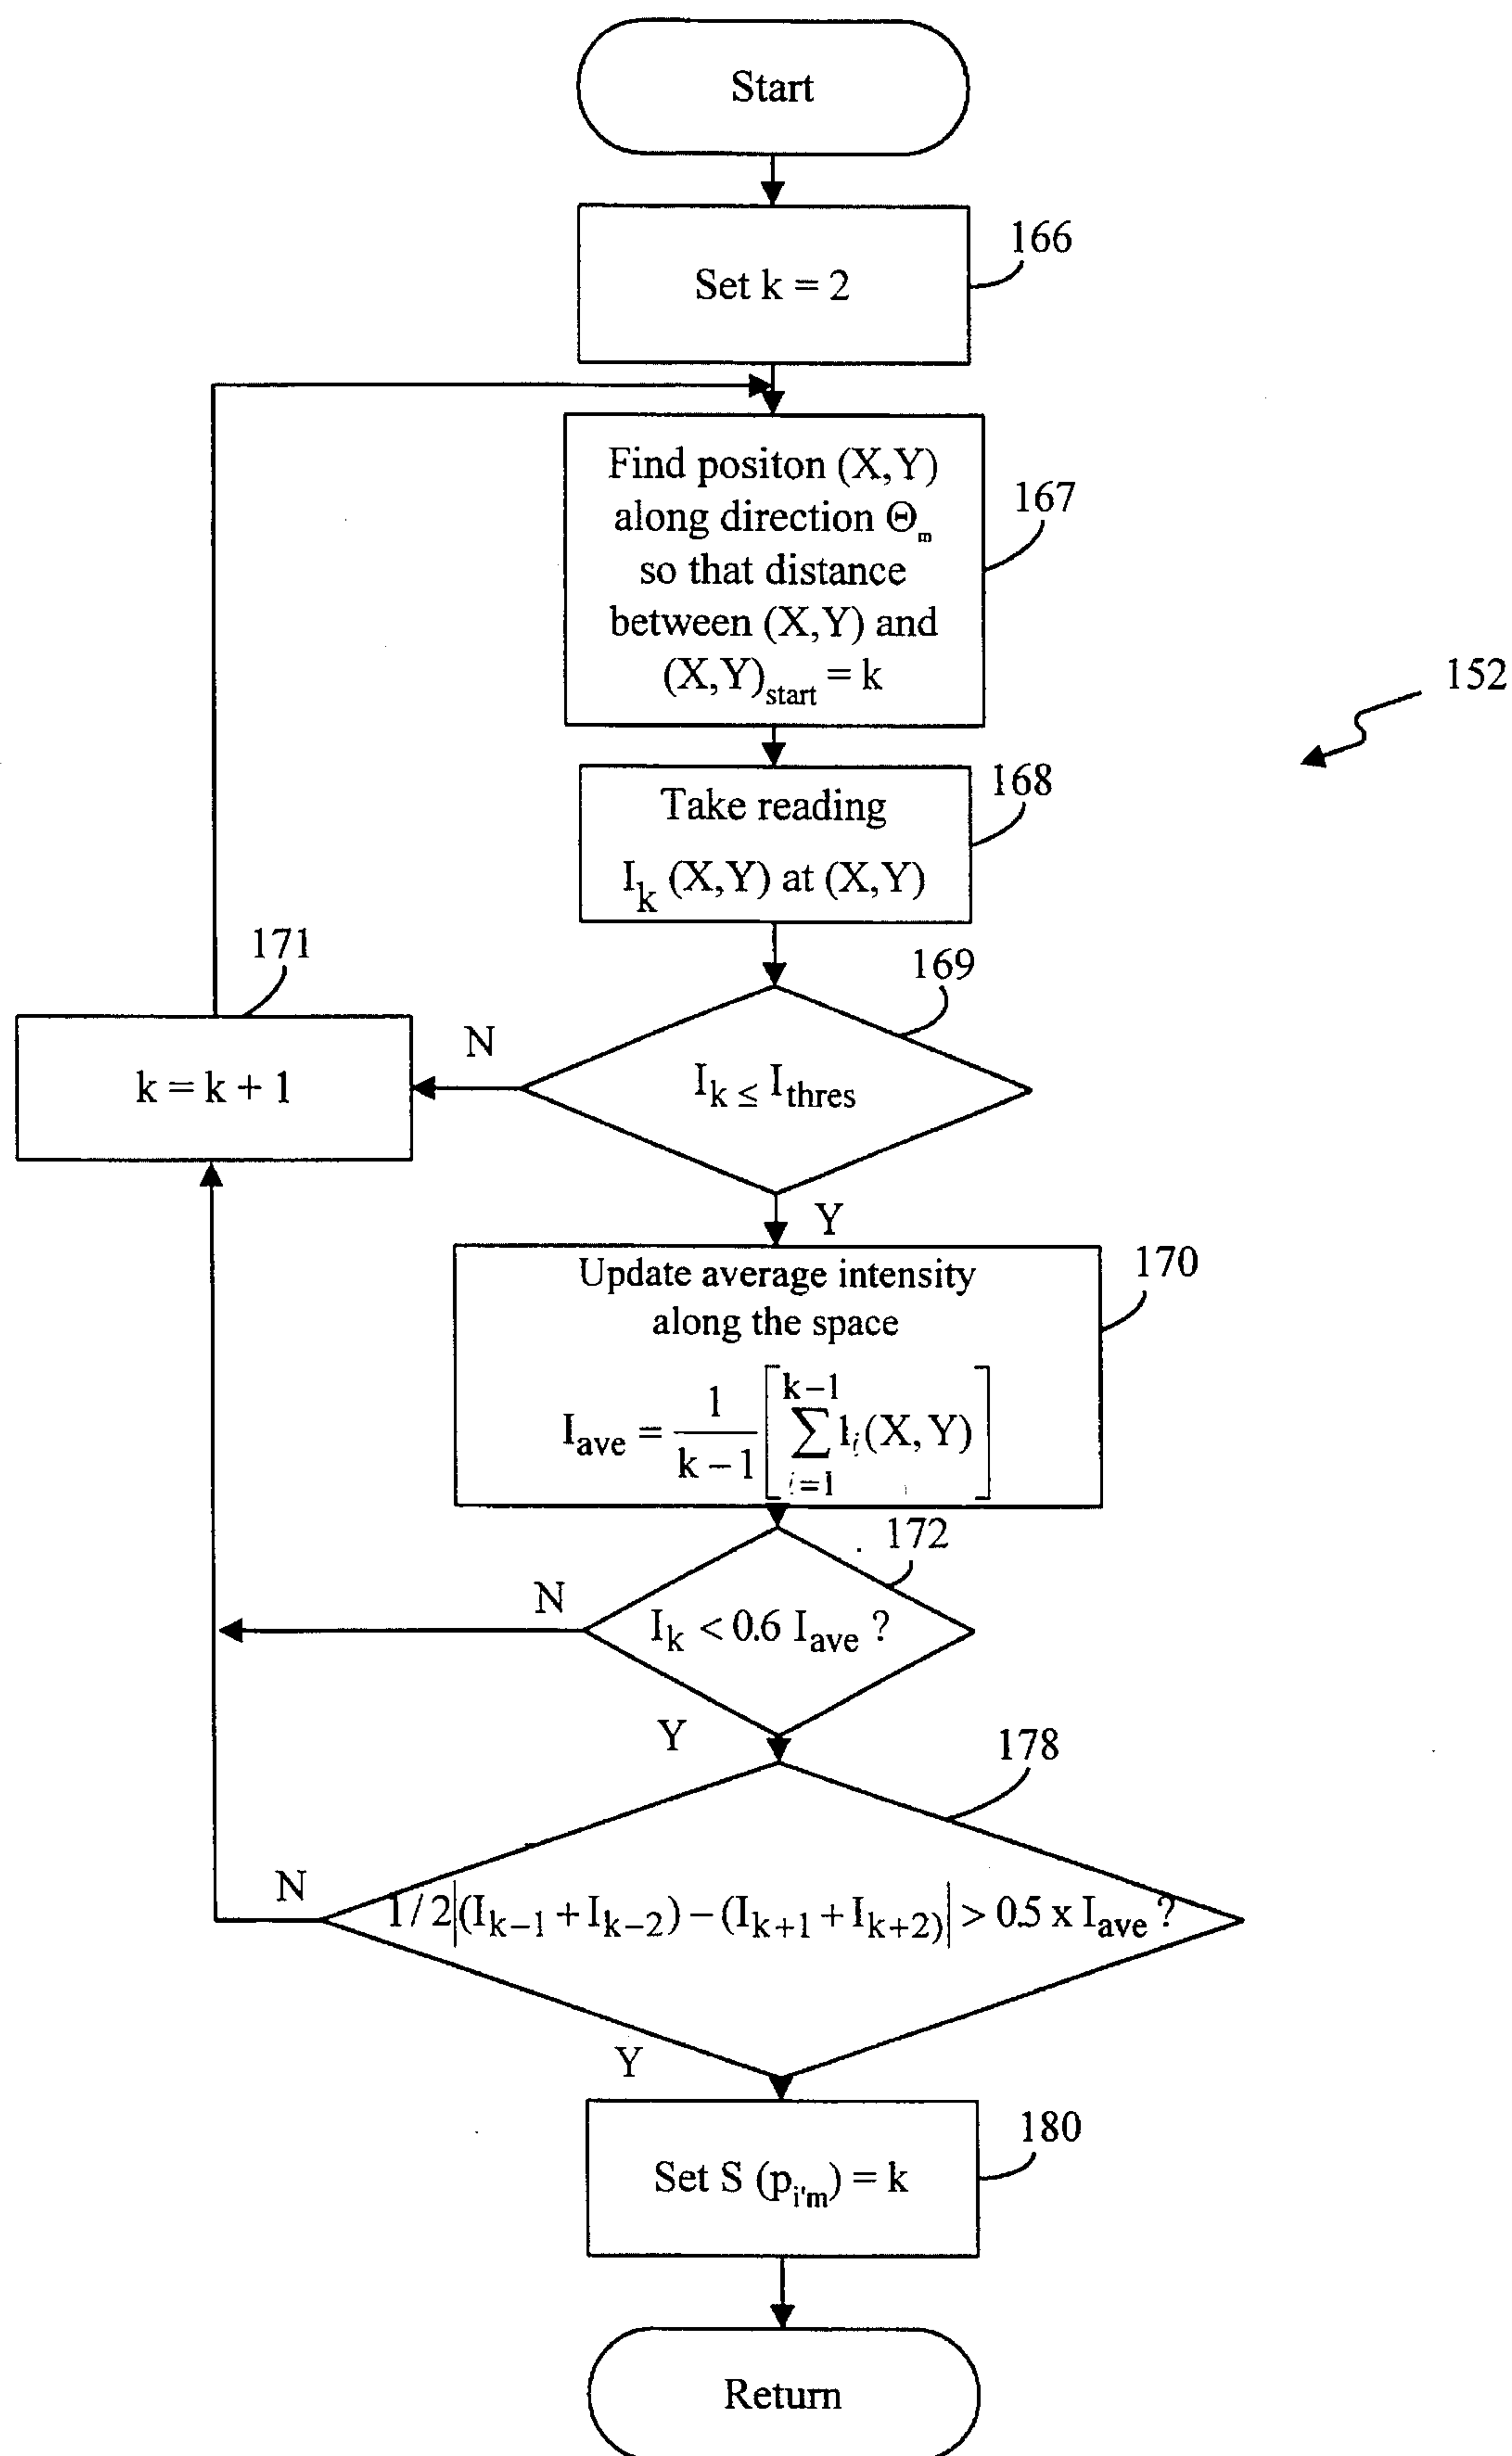 Start
Set k = 2
166
Find positon (X,Y)
along direction Θm
so that distance
between (X,Y) and
(X,Y)start = k
167
152
Take reading
Ik (X,Y) at (X,Y)
168
171
k = k + 1
N
169
Ik ≤ Ithres
Y
Update average intensity
along the space
Iave = 1/(k−1) [ k−1 ∑ i=1 Ii(X, Y) ]
170
172
N
Ik < 0.6 Iave ?
Y
178
N
1/2|(Ik−1 + Ik−2) − (Ik+1 + Ik+2)| > 0.5 x Iave ?
Y
Set S (pi'm) = k
180
Return